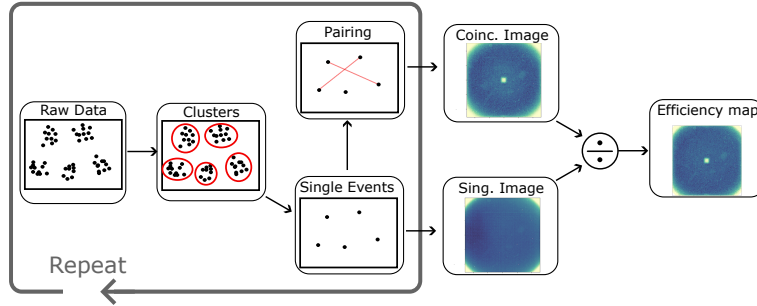 Pairing
Coinc. Image
Raw Data
Clusters
Efficiency map
Single Events
Sing. Image
Repeat